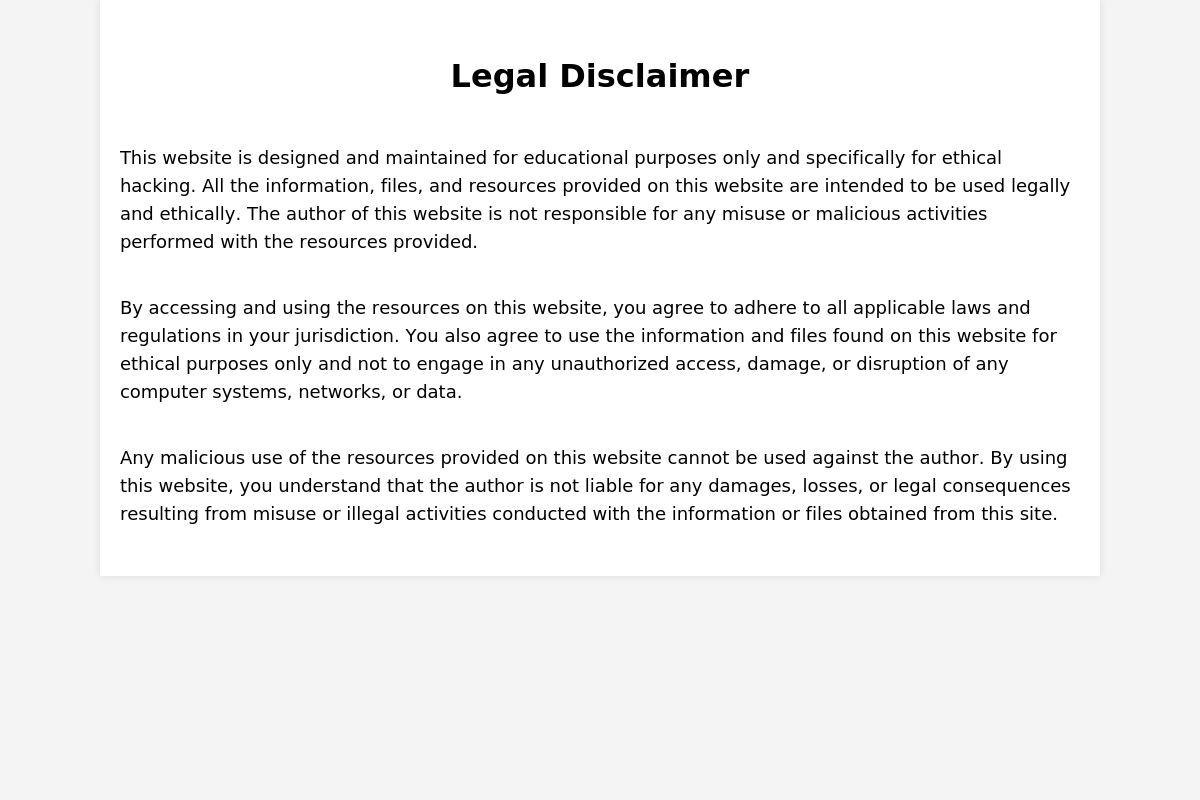 Legal Disclaimer
This website is designed and maintained for educational purposes only and specifically for ethical
hacking. All the information, files, and resources provided on this website are intended to be used legally
and ethically. The author of this website is not responsible for any misuse or malicious activities
performed with the resources provided.
By accessing and using the resources on this website, you agree to adhere to all applicable laws and
regulations in your jurisdiction. You also agree to use the information and files found on this website for
ethical purposes only and not to engage in any unauthorized access, damage, or disruption of any
computer systems, networks, or data.
Any malicious use of the resources provided on this website cannot be used against the author. By using
this website, you understand that the author is not liable for any damages, losses, or legal consequences
resulting from misuse or illegal activities conducted with the information or files obtained from this site.